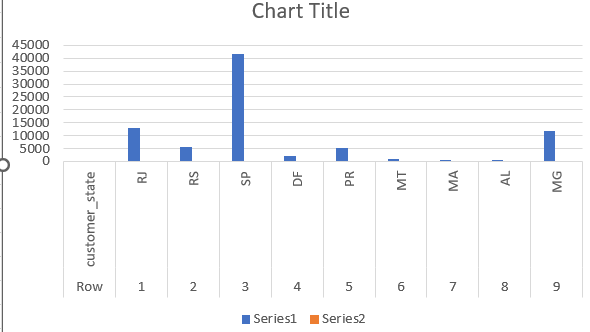 Chart Title
45000
40000
35000
30000
25000
20000
15000
10000
5000
0
customer_state RJ RS SP DF PR MT MA AL MG
Row 1 2 3 4 5 6 7 8 9
Series1 Series2